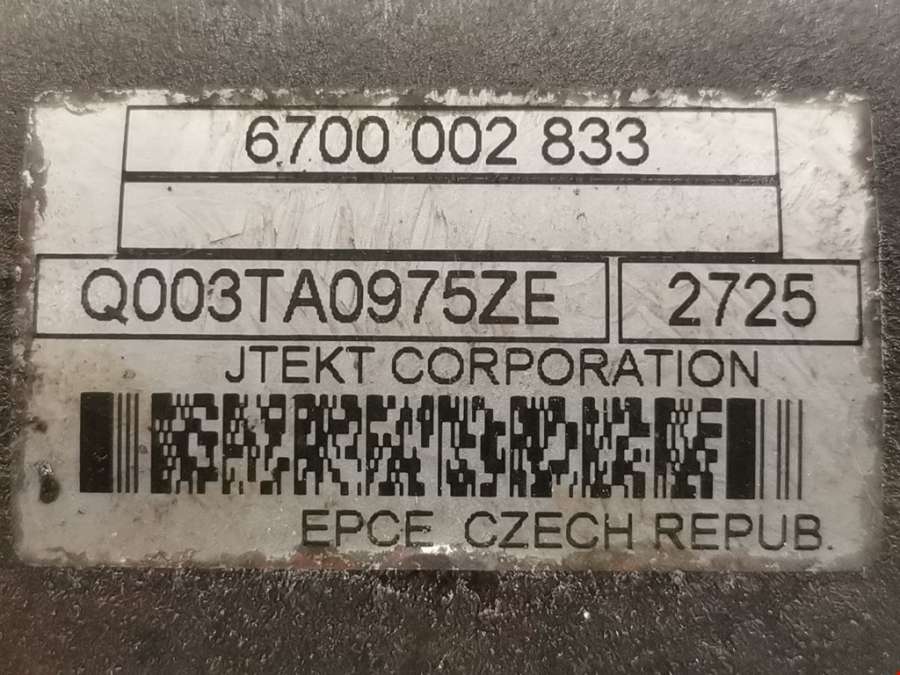 6700 002 833
Q003TA0975ZE 2725
JTEKT CORPORATION
EPCE CZECH REPUB.